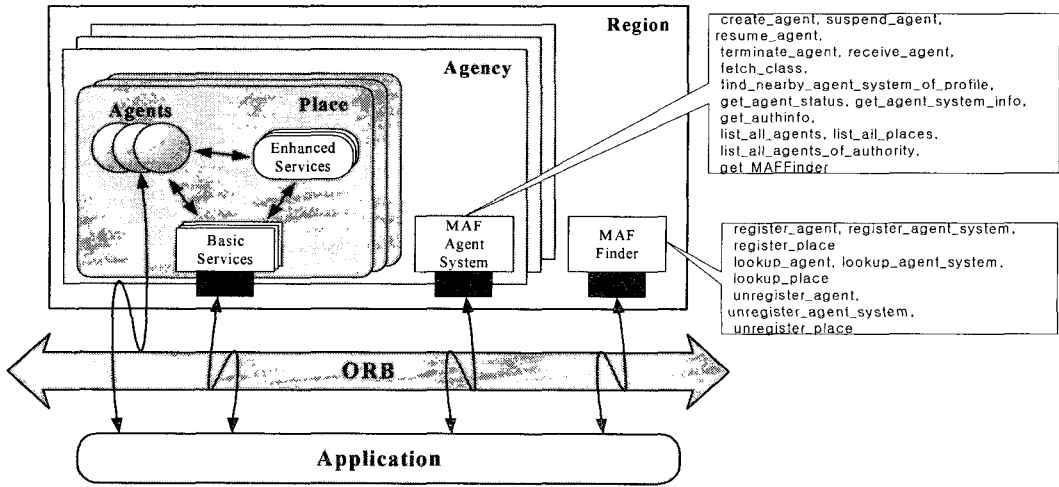 Region
Agency
Place
Agents
Enhanced
Services
Basic
Services
MAF
Agent
System
MAF
Finder
create_agent, suspend_agent,
resume_agent,
terminate_agent, receive_agent,
fetch_class,
find_nearby_agent_system_of_profile,
get_agent_status, get_agent_system_info,
get_authinfo,
list_all_agents, list_all_places,
list_all_agents_of_authority,
get_MAFFinder
register_agent, register_agent_system,
register_place
lookup_agent, lookup_agent_system,
lookup_place
unregister_agent,
unregister_agent_system,
unregister_place
ORB
Application